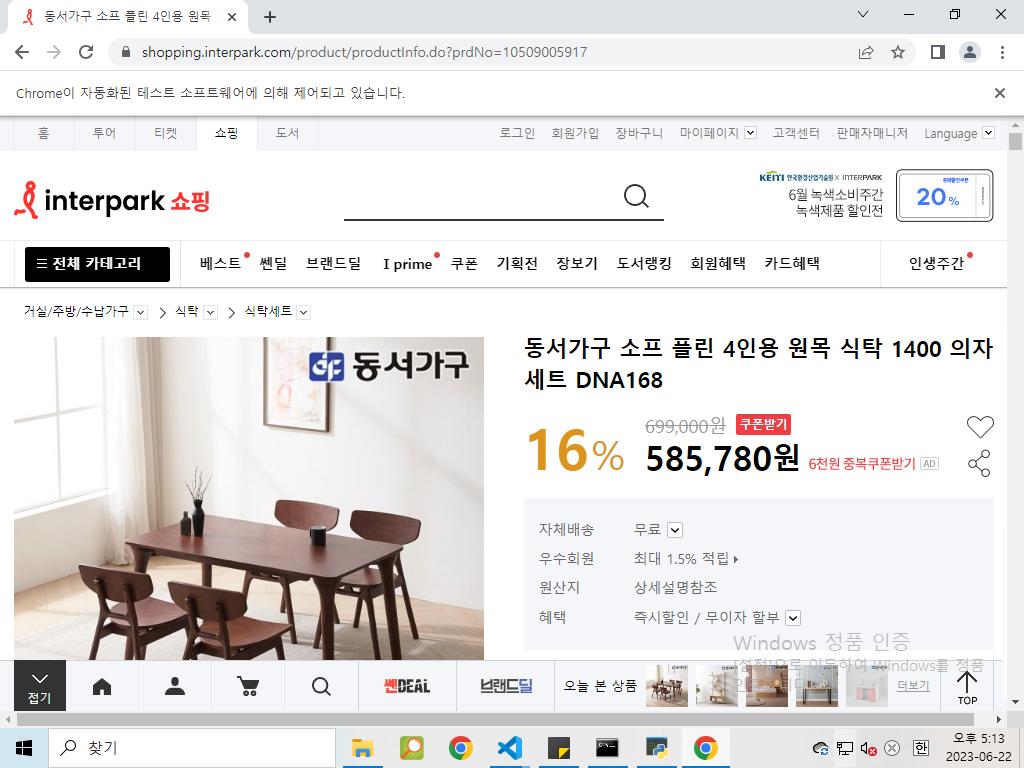 동서가구 소프 플린 4인용 원목
shopping.interpark.com/product/productInfo.do?prdNo=10509005917
Chrome이 자동화된 테스트 소프트웨어에 의해 제어되고 있습니다.
홈 투어 티켓 쇼핑 도서 로그인 회원가입 장바구니 마이페이지 고객센터 판매자매니저 Language
interpark 쇼핑
KEITI 한국환경산업기술원 X INTERPARK
6월 녹색소비주간
녹색제품 할인전
20%
전체 카테고리 베스트 쎈딜 브랜드딜 I prime 쿠폰 기획전 장보기 도서랭킹 회원혜택 카드혜택 인생주간
거실/주방/수납가구 식탁 식탁세트
동서가구
동서가구 소프 플린 4인용 원목 식탁 1400 의자
세트 DNA168
699,000원 쿠폰받기
16% 585,780원 6천원 중복쿠폰받기 AD
자체배송 무료
우수회원 최대 1.5% 적립
원산지 상세설명참조
혜택 즉시할인 / 무이자 할부
Windows 정품 인증
[설정]으로 이동하여 Windows를 정품
접기 쎈DEAL 브랜드딜 오늘 본 상품 더보기 TOP
찾기
한
오후 5:13
2023-06-22